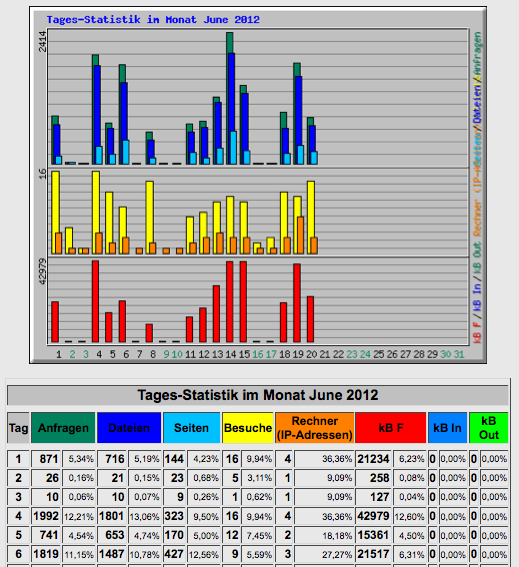 Tages-Statistik im Monat June 2012
2414
16
42979
kB F / kB In / kB Out Rechner (IP-A
Dateien / Anfragen
1 2 3 4 5 6 7 8 9 10 11 12 13 14 15 16 17 18 19 20 21 22 23 24 25 26 27 28 29 30 31
Tages-Statistik im Monat June 2012
Tag Anfragen Dateien Seiten Besuche Rechner (IP-Adressen) kB F kB In kB Out
1 871 5,34% 716 5,19% 144 4,23% 16 9,94% 4 36,36% 21234 6,23% 0 0,00% 0 0,00%
2 26 0,16% 21 0,15% 23 0,68% 5 3,11% 1 9,09% 258 0,08% 0 0,00% 0 0,00%
3 10 0,06% 10 0,07% 9 0,26% 1 0,62% 1 9,09% 127 0,04% 0 0,00% 0 0,00%
4 1992 12,21% 1801 13,06% 323 9,50% 16 9,94% 4 36,36% 42979 12,60% 0 0,00% 0 0,00%
5 741 4,54% 653 4,74% 170 5,00% 12 7,45% 2 18,18% 15361 4,50% 0 0,00% 0 0,00%
6 1819 11,15% 1487 10,78% 427 12,56% 9 5,59% 3 27,27% 21517 6,31% 0 0,00% 0 0,00%